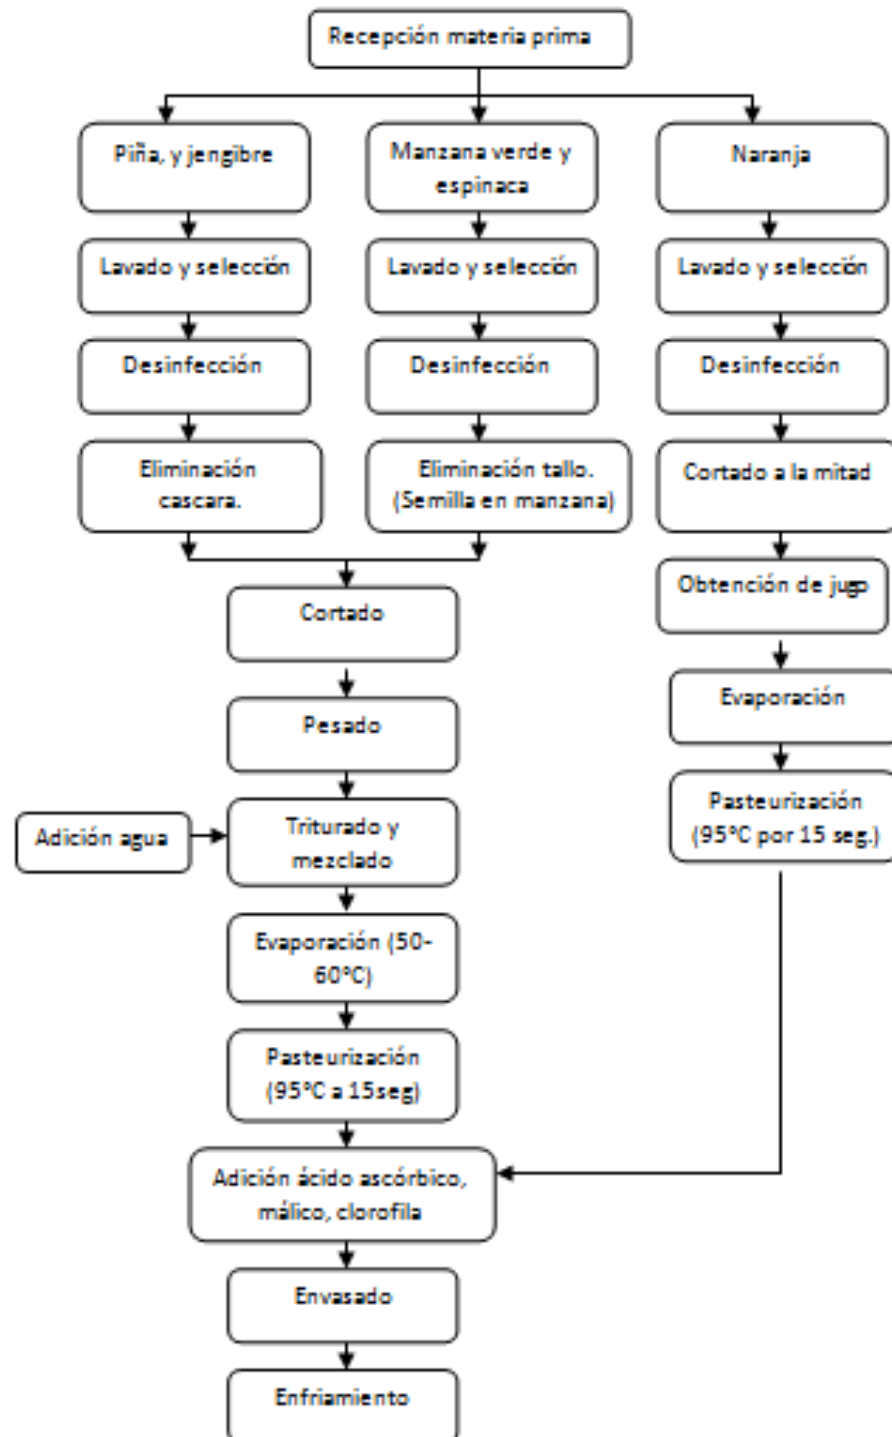 Recepción materia prima
Piña, y jengibre
Manzana verde y
espinaca
Naranja
Lavado y selección
Lavado y selección
Lavado y selección
Desinfección
Desinfección
Desinfección
Eliminación
cascara.
Eliminación tallo.
(Semilla en manzana)
Cortado a la mitad
Obtención de jugo
Cortado
Evaporación
Pesado
Pasteurización
(95°C por 15 seg.)
Adición agua
Triturado y
mezclado
Evaporación (50-
60°C)
Pasteurización
(95°C a 15seg)
Adición ácido ascórbico,
málico, clorofila
Envasado
Enfriamiento